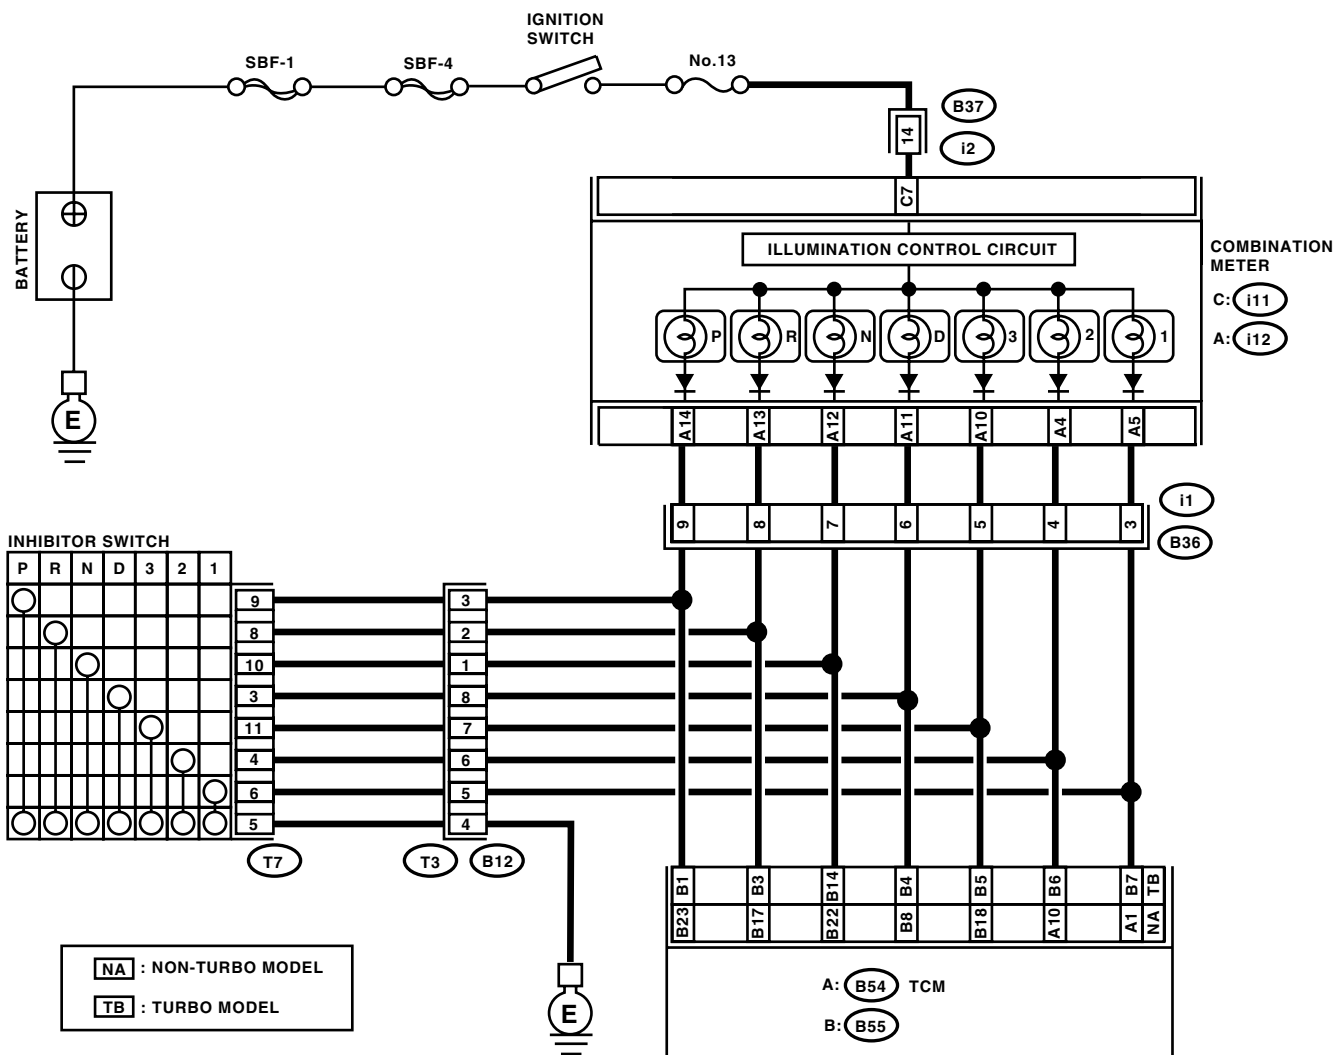 IGNITION
SWITCH
SBF-1
SBF-4
No.13
B37
14
i2
C7
BATTERY
ILLUMINATION CONTROL CIRCUIT
COMBINATION
METER
C: i11
A: i12
P R N D 3 2 1
E
A14 A13 A12 A11 A10 A4 A5
i1
9 8 7 6 5 4 3
B36
INHIBITOR SWITCH
P R N D 3 2 1
9 3
8 2
10 1
3 8
11 7
4 6
6 5
5 4
T7 T3 B12
B1 B3 B14 B4 B5 B6 B7 TB
B23 B17 B22 B8 B18 A10 A1 NA
NA : NON-TURBO MODEL
TB : TURBO MODEL
E
A: B54 TCM
B: B55